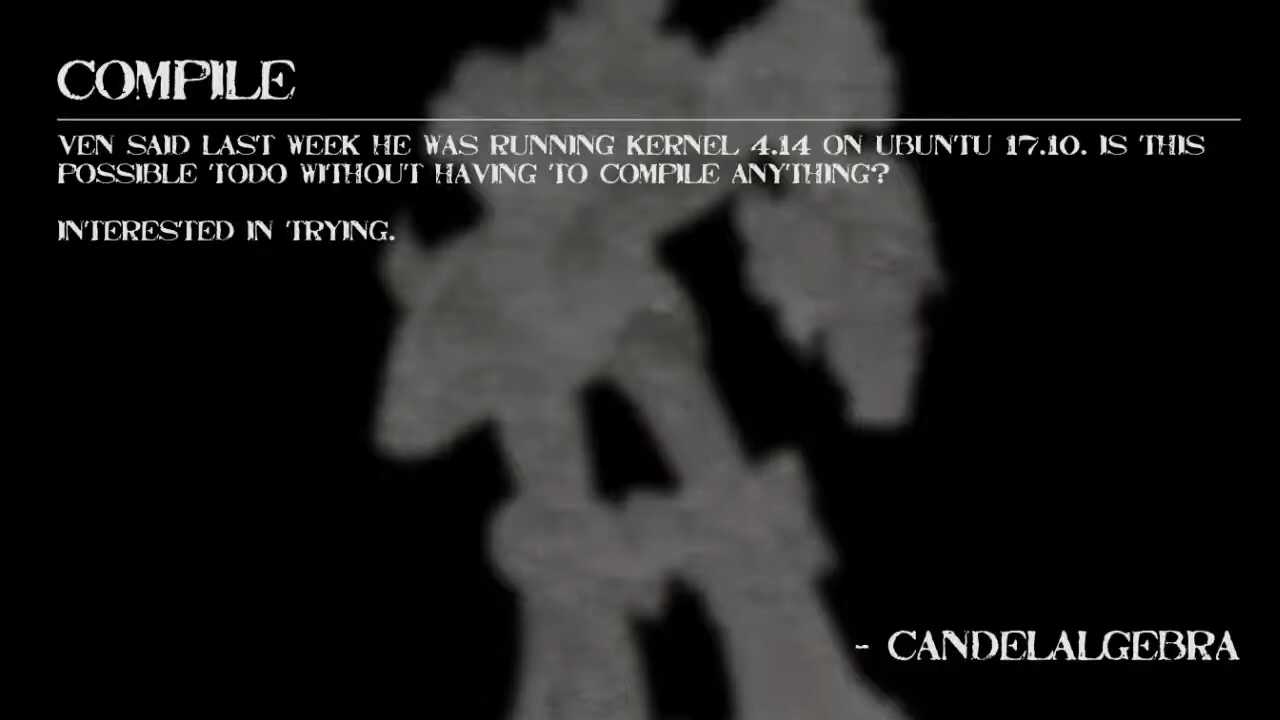 COMPILE
VEN SAID LAST WEEK HE WAS RUNNING KERNEL 4.14 ON UBUNTU 17.10. IS THIS
POSSIBLE TODO WITHOUT HAVING TO COMPILE ANYTHING?
INTERESTED IN TRYING.
- CANDELALGEBRA